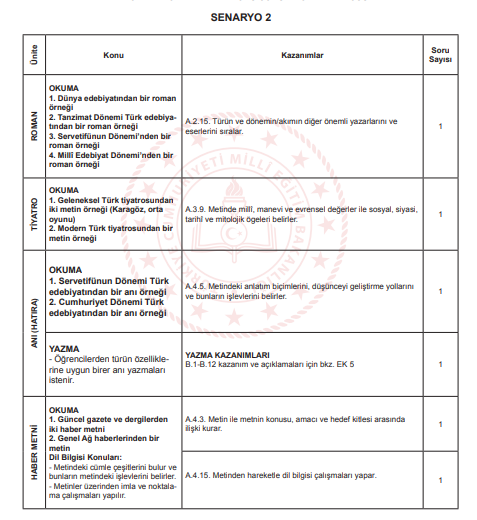 SENARYO 2
Ünite
Konu
Kazanımlar
Soru
Sayısı
ROMAN
OKUMA
1. Dünya edebiyatından bir roman
örneği
2. Tanzimat Dönemi Türk edebiya-
tından bir roman örneği
3. Servetifünun Dönemi'nden bir
roman örneği
4. Millî Edebiyat Dönemi'nden bir
roman örneği
A.2.15. Türün ve dönemin/akımın diğer önemli yazarlarını ve
eserlerini sıralar.
1
TİYATRO
OKUMA
1. Geleneksel Türk tiyatrosundan
iki metin örneği (Karagöz, orta
oyunu)
2. Modern Türk tiyatrosundan bir
metin örneği
A.3.9. Metinde millî, manevi ve evrensel değerler ile sosyal, siyasi,
tarihî ve mitolojik ögeleri belirler.
1
ANI (HATIRA)
OKUMA
1. Servetifünun Dönemi Türk
edebiyatından bir anı örneği
2. Cumhuriyet Dönemi Türk
edebiyatından bir anı örneği
A.4.5. Metindeki anlatım biçimlerini, düşünceyi geliştirme yollarını
ve bunların işlevlerini belirler.
1
YAZMA
- Öğrencilerden türün özellikle-
rine uygun birer anı yazmaları
istenir.
YAZMA KAZANIMLARI
B.1-B.12 kazanım ve açıklamaları için bkz. EK 5
1
HABER METNİ
OKUMA
1. Güncel gazete ve dergilerden
iki haber metni
2. Genel Ağ haberlerinden bir
metin
Dil Bilgisi Konuları:
- Metindeki cümle çeşitlerini bulur ve
bunların metindeki işlevlerini belirler.
- Metinler üzerinden imla ve noktala-
ma çalışmaları yapılır.
A.4.3. Metin ile metnin konusu, amacı ve hedef kitlesi arasında
ilişki kurar.
1
A.4.15. Metinden hareketle dil bilgisi çalışmaları yapar.
1